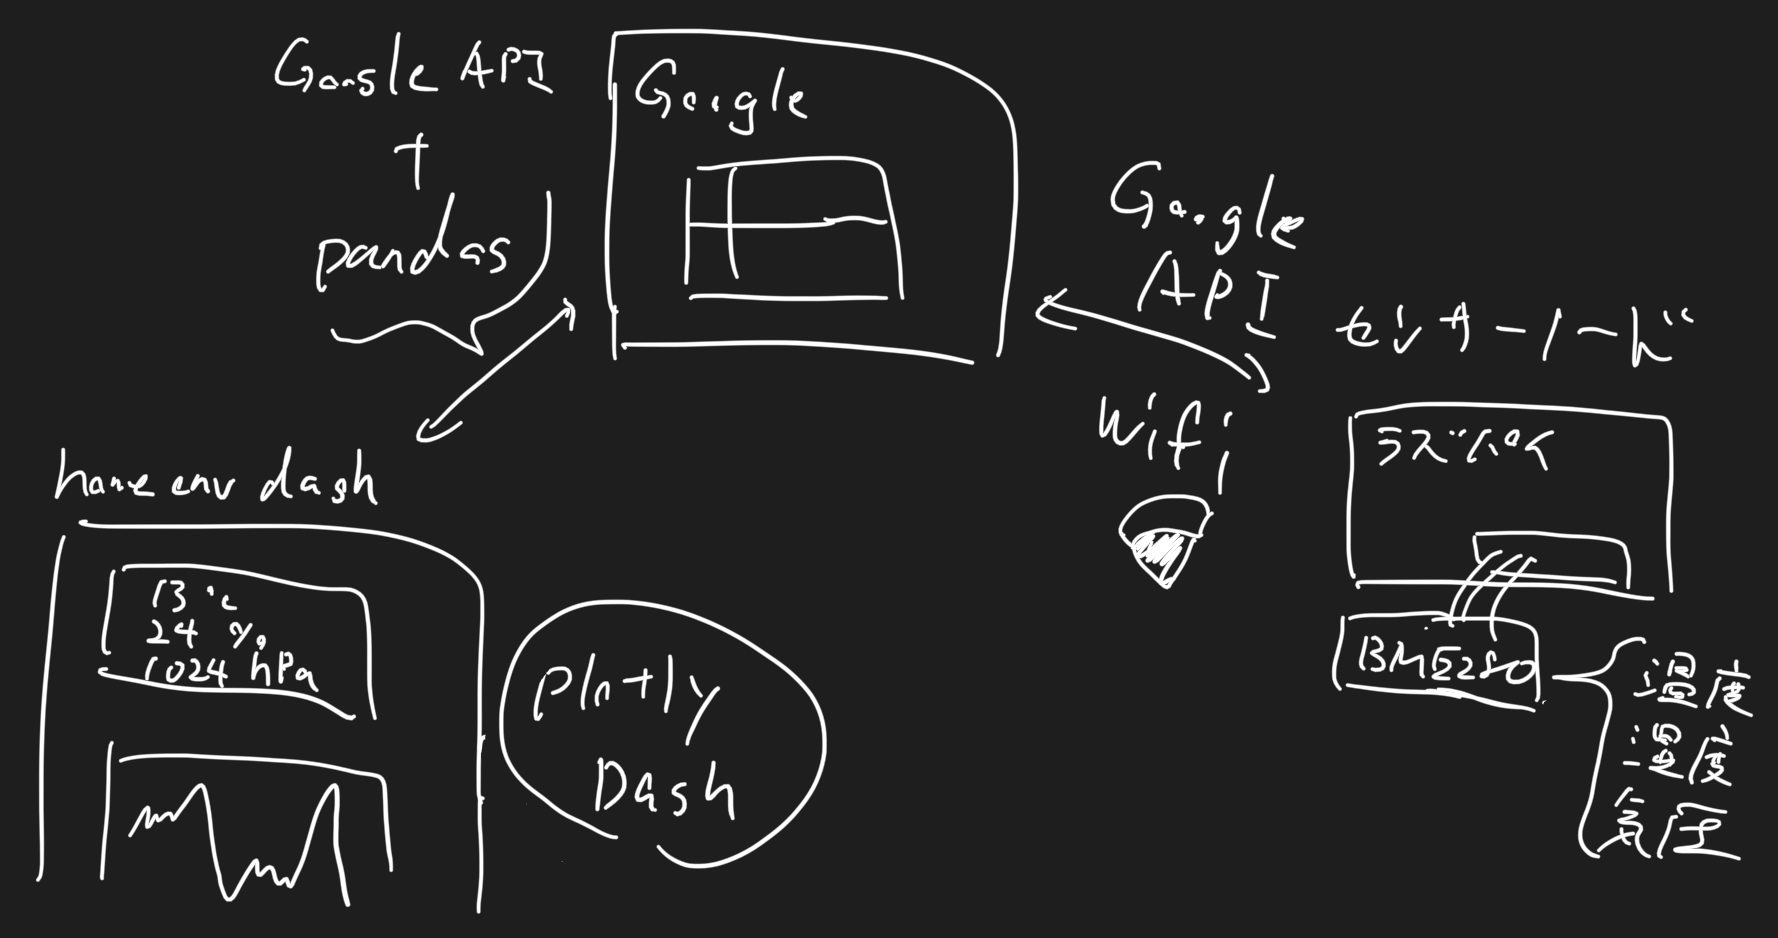 Google API
+
pandas
Google
Google
API
Wifi
センサーノード
ラズパイ
BME280
温度
湿度
気圧
home env dash
13℃
24 %
1024 hPa
Plotly
Dash